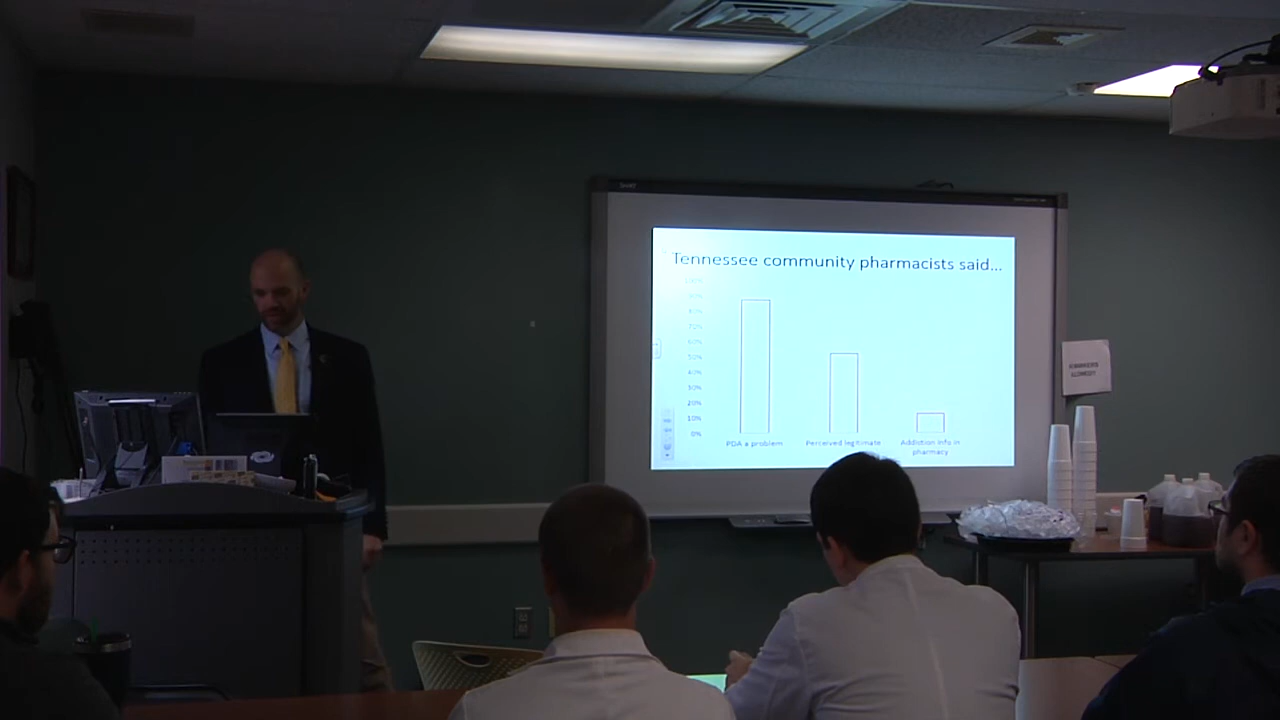 Tennessee community pharmacists said...
100%
90%
80%
70%
60%
50%
40%
30%
20%
10%
0%
PDA a problem
Perceived legitimate
Addiction info in
pharmacy